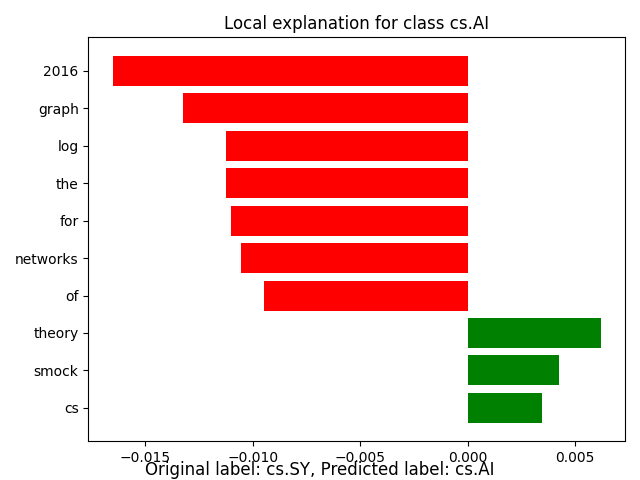 Local explanation for class cs.AI
2016
graph
log
the
for
networks
of
theory
smock
cs
−0.015 −0.010 −0.005 0.000 0.005
Original label: cs.SY, Predicted label: cs.AI